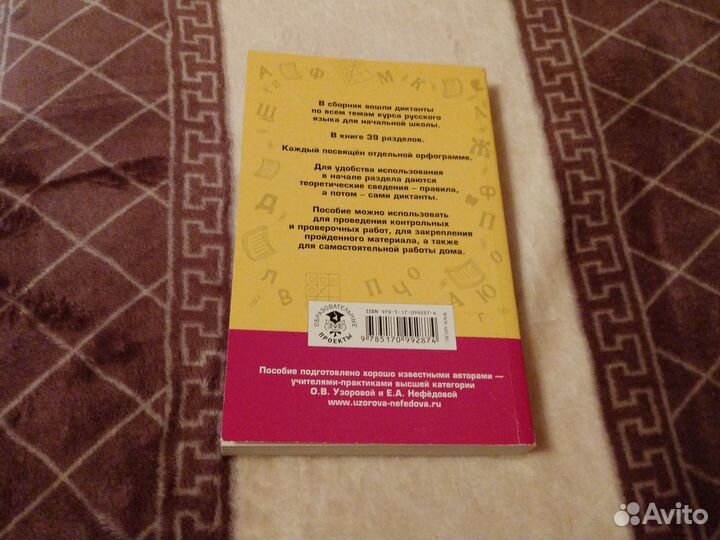 В сборник вошли диктанты
по всем темам курса русского
языка для начальной школы.
В книге 39 разделов.
Каждый посвящён отдельной орфограмме.
Для удобства использования
в начале раздела даются
теоретические сведения – правила,
а потом – сами диктанты.
Пособие можно использовать
для проведения контрольных
и проверочных работ, для закрепления
пройденного материала, а также
для самостоятельной работы дома.
ОБРАЗОВАТЕЛЬНЫЕ
ПРОЕКТЫ
ISBN 978-5-17-099287-4
9 785170 992874
Пособие подготовлено хорошо известными авторами —
учителями-практиками высшей категории
О.В. Узоровой и Е.А. Нефёдовой
www.uzorova-nefedova.ru
Avito